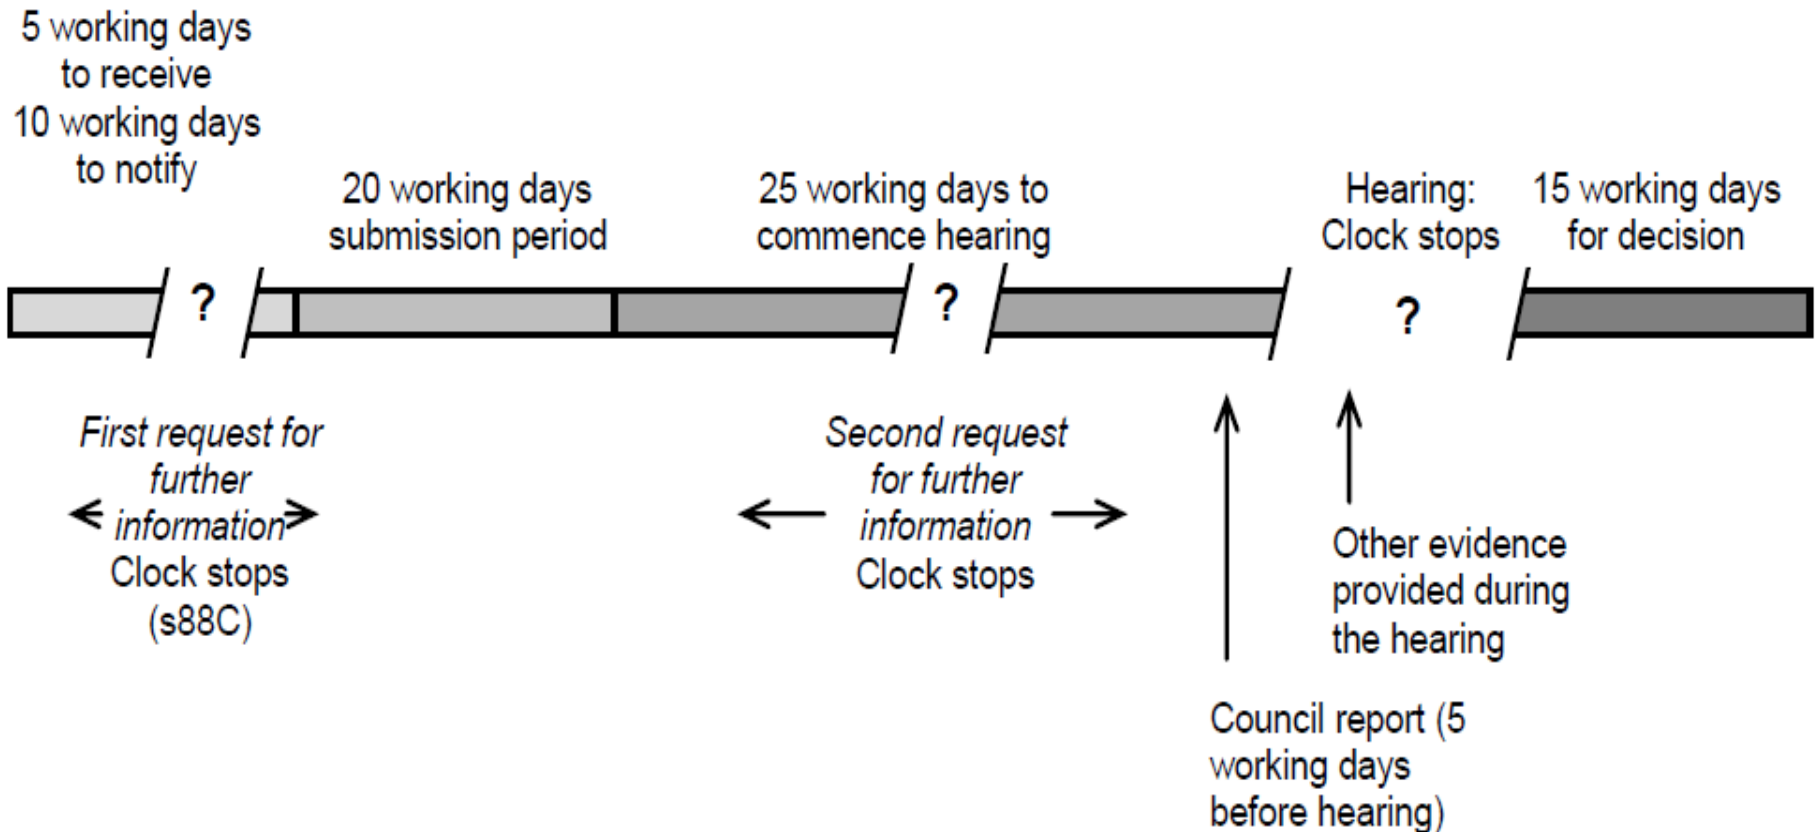 5 working days
to receive
10 working days
to notify
20 working days
submission period
25 working days to
commence hearing
Hearing:
Clock stops
15 working days
for decision
?
?
?
First request for
further
information
Clock stops
(s88C)
Second request
for further
information
Clock stops
Other evidence
provided during
the hearing
Council report (5
working days
before hearing)